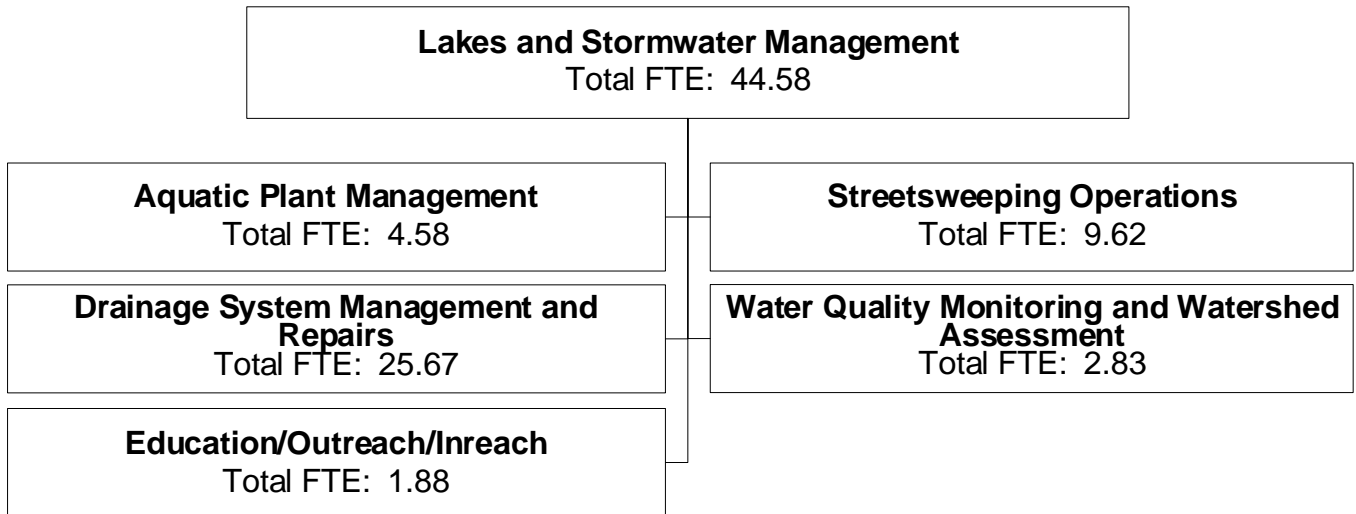 Lakes and Stormwater Management
Total FTE: 44.58
Aquatic Plant Management
Total FTE: 4.58
Streetsweeping Operations
Total FTE: 9.62
Drainage System Management and
Repairs
Total FTE: 25.67
Water Quality Monitoring and Watershed
Assessment
Total FTE: 2.83
Education/Outreach/Inreach
Total FTE: 1.88